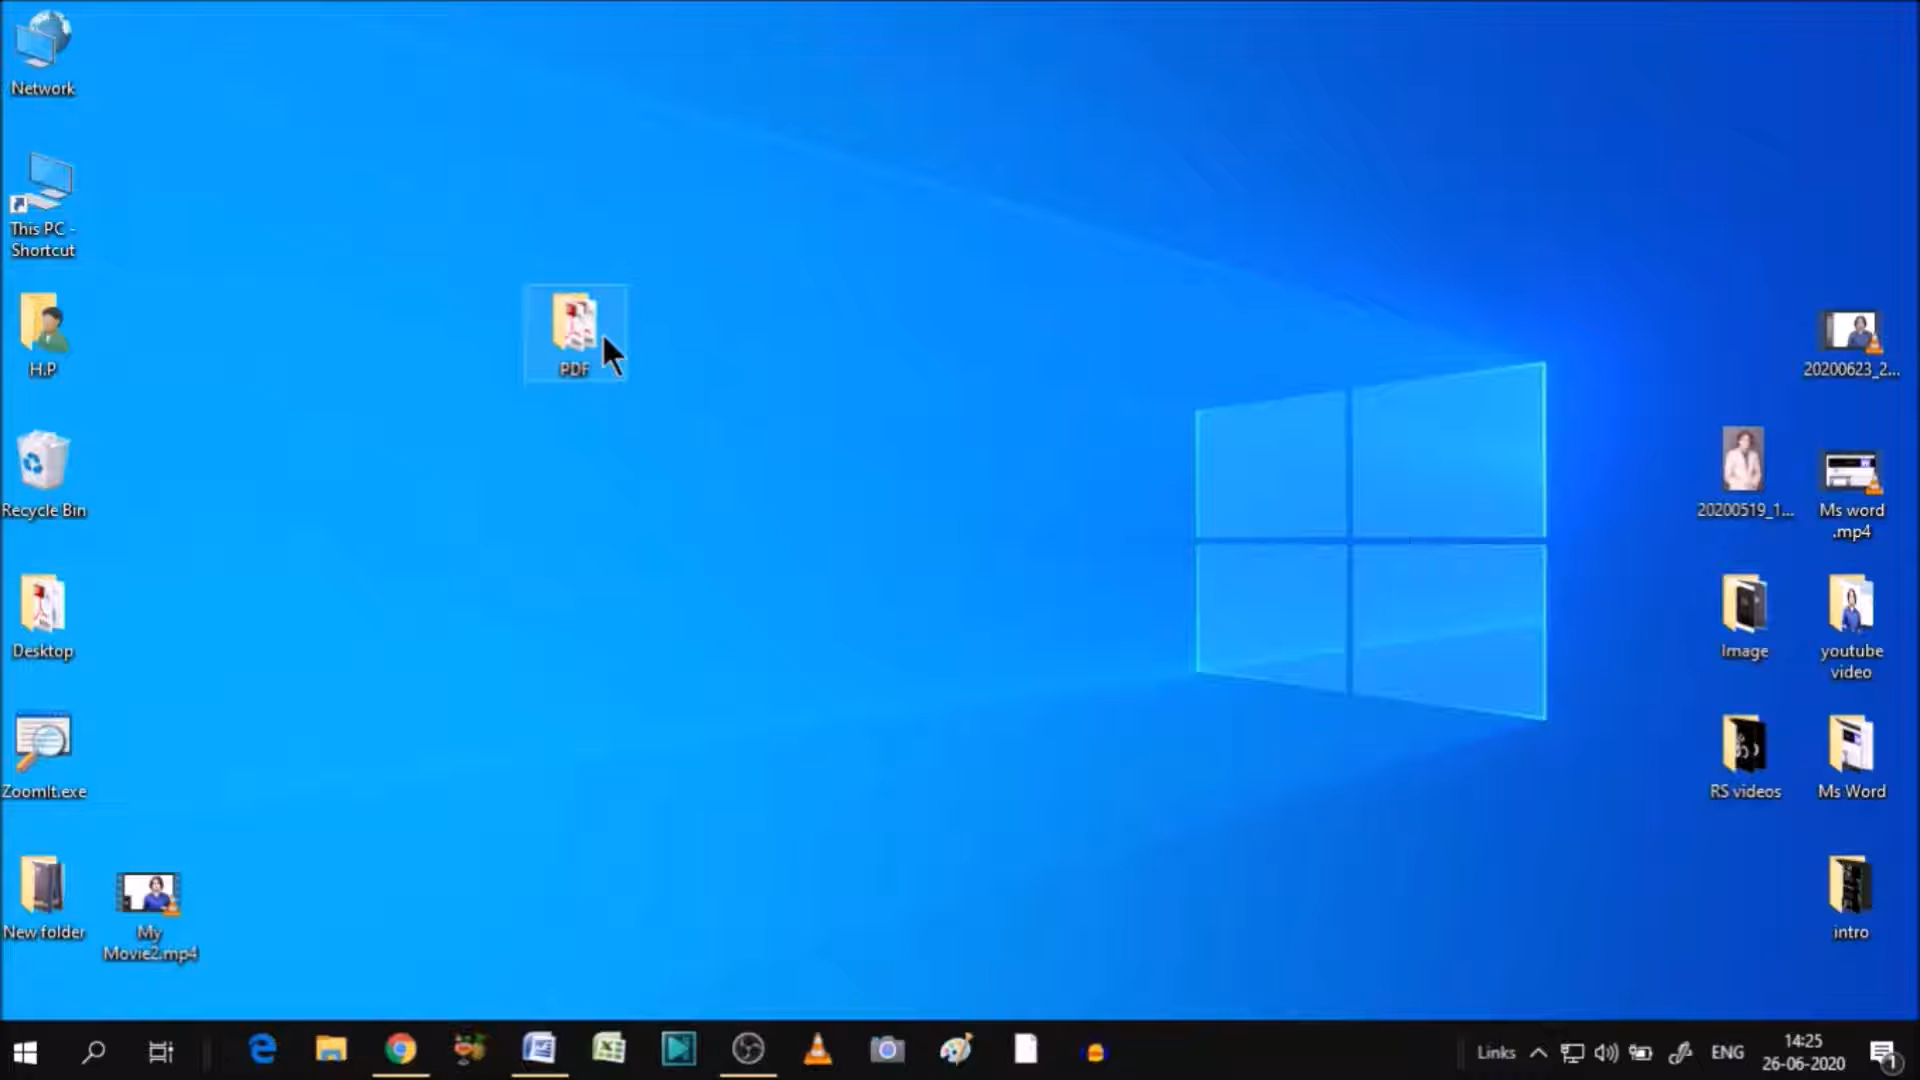 Network
This PC -
Shortcut
H.P
Recycle Bin
Desktop
ZoomIt.exe
New folder
My
Movie2.mp4
PDF
20200623_2...
20200519_1...
Ms word
.mp4
Image
youtube
video
RS videos
Ms Word
intro
Links
ENG
14:25
26-06-2020
1